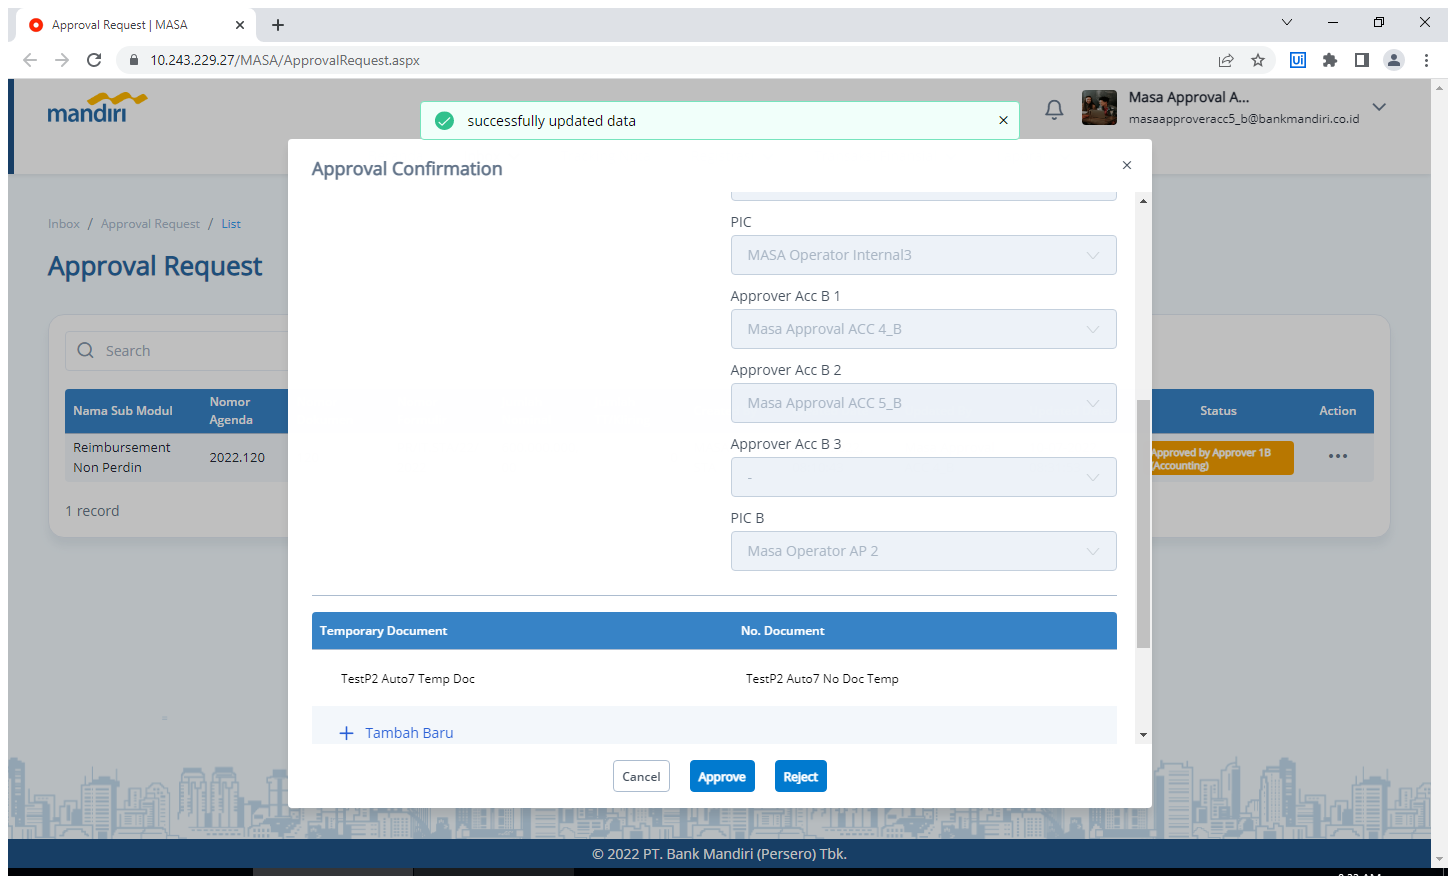 Approval Request | MASA
10.243.229.27/MASA/ApprovalRequest.aspx
Ui
mandiri
successfully updated data
Masa Approval A...
masaapproveracc5_b@bankmandiri.co.id
Approval Confirmation
Inbox / Approval Request / List
Approval Request
Search
Nama Sub Modul
Nomor
Agenda
Status
Action
Reimbursement
Non Perdin
2022.120
Approved by Approver 1B
(Accounting)
1 record
PIC
MASA Operator Internal3
Approver Acc B 1
Masa Approval ACC 4_B
Approver Acc B 2
Masa Approval ACC 5_B
Approver Acc B 3
-
PIC B
Masa Operator AP 2
Temporary Document
No. Document
TestP2 Auto7 Temp Doc
TestP2 Auto7 No Doc Temp
+ Tambah Baru
Cancel
Approve
Reject
© 2022 PT. Bank Mandiri (Persero) Tbk.